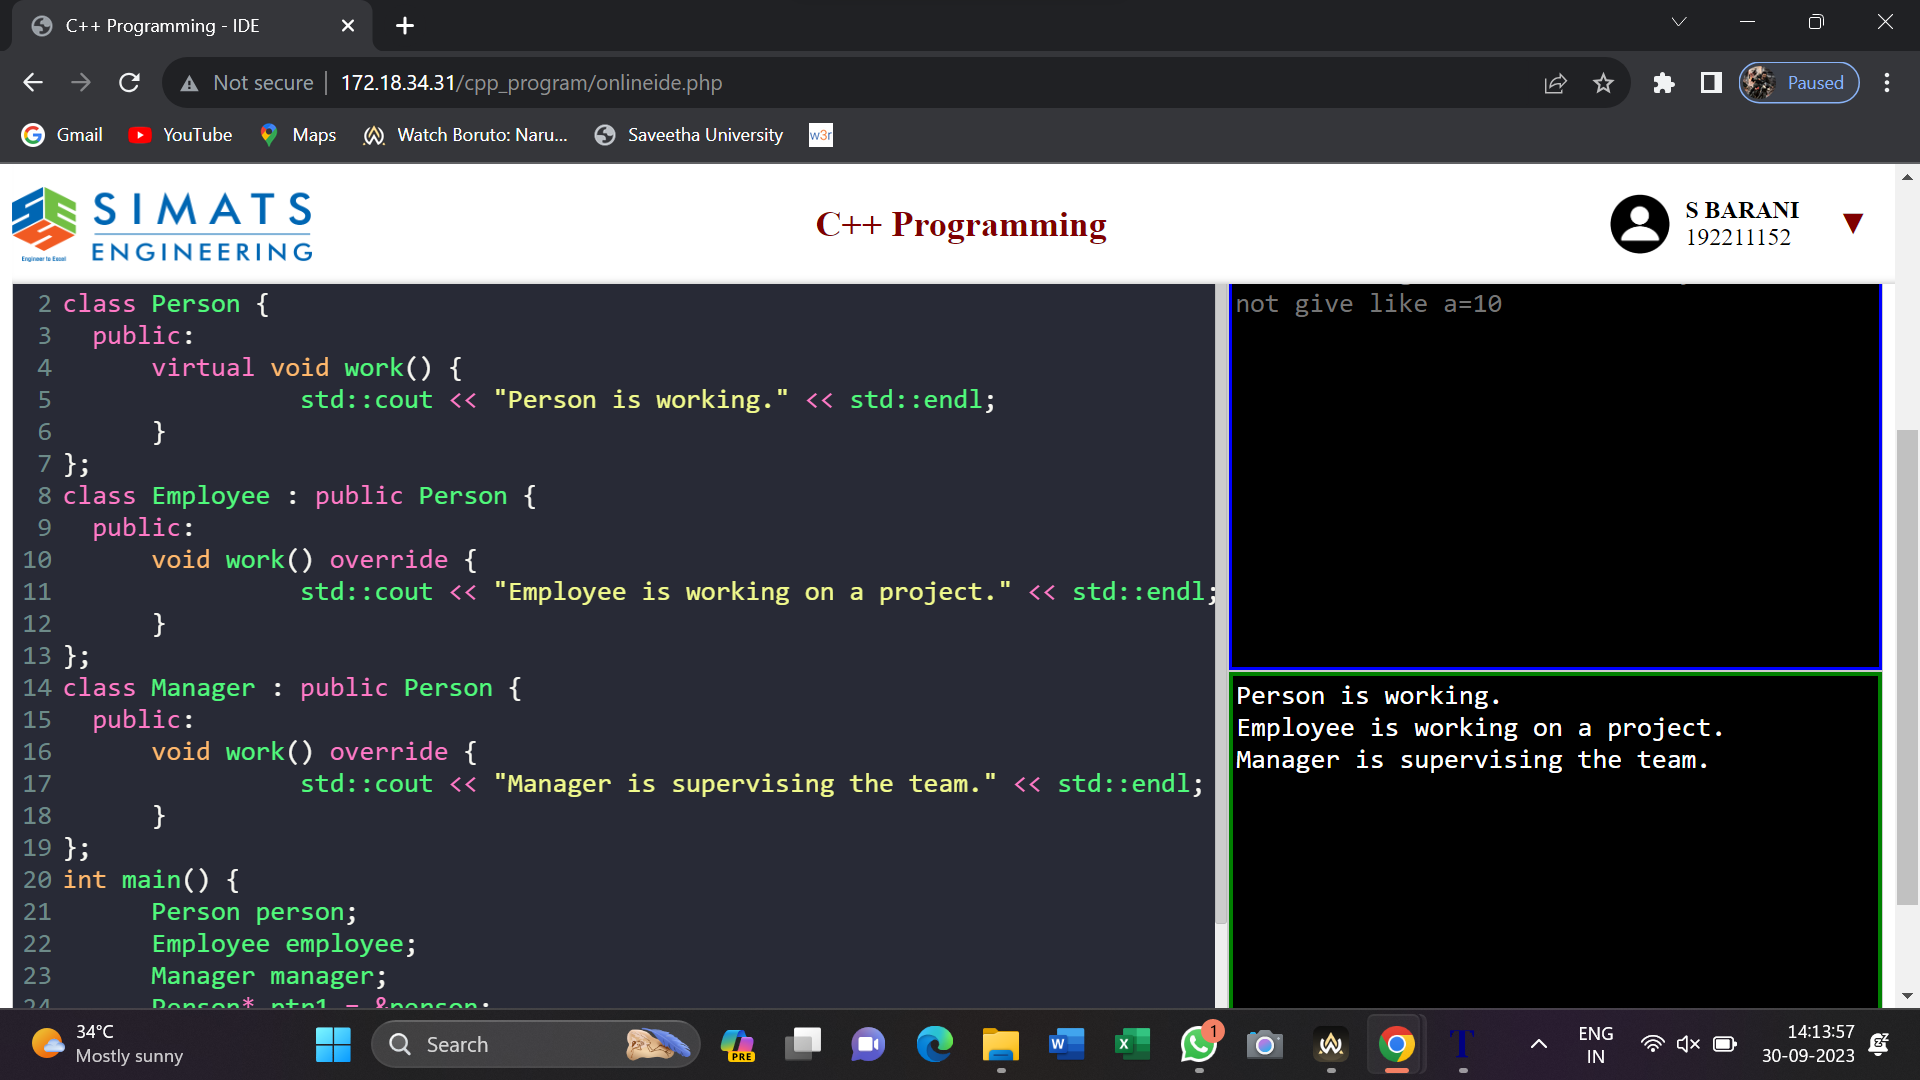 C++ Programming - IDE
Not secure 172.18.34.31/cpp_program/onlineide.php
Paused
Gmail YouTube Maps Watch Boruto: Naru... Saveetha University w3r
SIMATS
ENGINEERING
Engineer to Excel
C++ Programming
S BARANI
192211152
2 class Person {
3 public:
4 virtual void work() {
5 std::cout << "Person is working." << std::endl;
6 }
7 };
8 class Employee : public Person {
9 public:
10 void work() override {
11 std::cout << "Employee is working on a project." << std::endl;
12 }
13 };
14 class Manager : public Person {
15 public:
16 void work() override {
17 std::cout << "Manager is supervising the team." << std::endl;
18 }
19 };
20 int main() {
21 Person person;
22 Employee employee;
23 Manager manager;
24 Person* ptr1 = &person;
not give like a=10
Person is working.
Employee is working on a project.
Manager is supervising the team.
34°C
Mostly sunny
Search
PRE
1
ENG
IN
14:13:57
30-09-2023